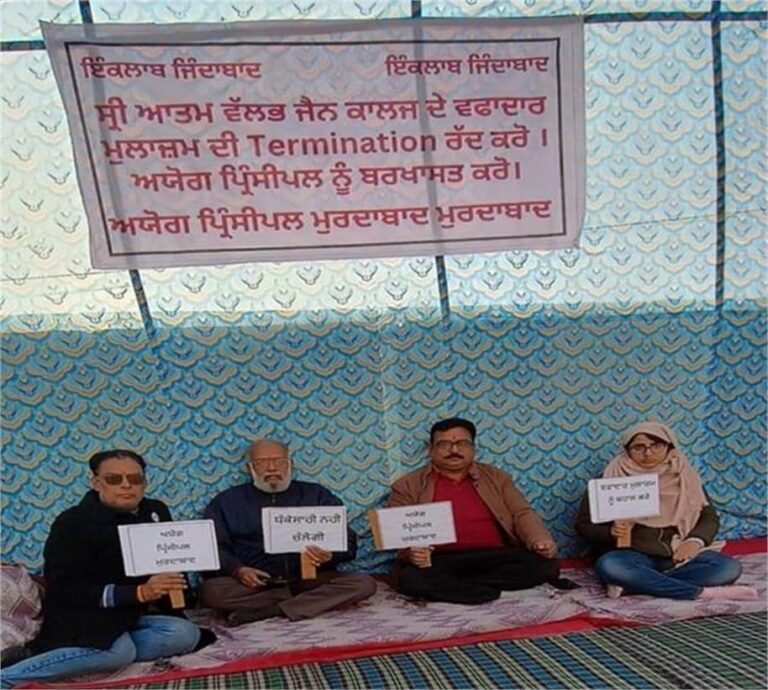 ਇੰਕਲਾਬ ਜਿੰਦਾਬਾਦ ਇੰਕਲਾਬ ਜਿੰਦਾਬਾਦ
ਸ੍ਰੀ ਆਤਮ ਵੱਲਭ ਜੈਨ ਕਾਲਜ ਦੇ ਵਫਾਦਾਰ
ਮੁਲਾਜ਼ਮ ਦੀ Termination ਰੱਦ ਕਰੋ ।
ਅਯੋਗ ਪ੍ਰਿੰਸੀਪਲ ਨੂੰ ਬਰਖਾਸਤ ਕਰੋ।
ਅਯੋਗ ਪ੍ਰਿੰਸੀਪਲ ਮੁਰਦਾਬਾਦ ਮੁਰਦਾਬਾਦ
ਅਯੋਗ
ਪ੍ਰਿੰਸੀਪਲ
ਮੁਰਦਾਬਾਦ
ਧੱਕੇਸਾਹੀ ਨਹੀ
ਚੱਲੇਗੀ
ਅਯੋਗ
ਪ੍ਰਿੰਸੀਪਲ
ਮੁਰਦਾਬਾਦ
ਵਫਾਦਾਰ ਮੁਲਾਜ਼ਮ
ਨੂੰ ਬਹਾਲ ਕਰੋ